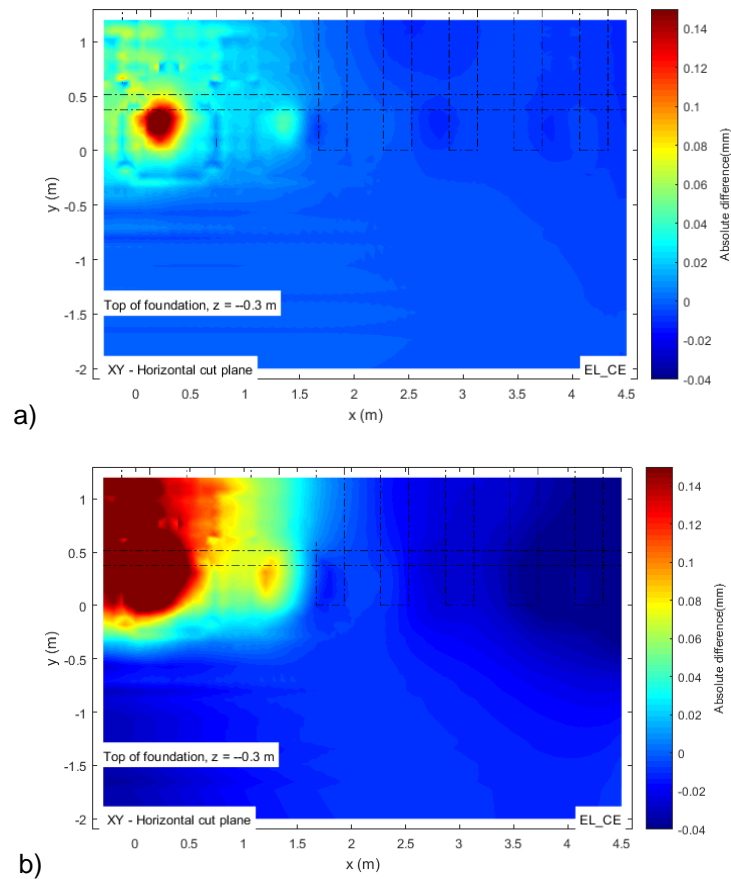 1
0.5
0
-0.5
-1
-1.5
-2
y (m)
Top of foundation, z = --0.3 m
XY - Horizontal cut plane
EL_CE
0 0.5 1 1.5 2 2.5 3 3.5 4 4.5
x (m)
0.14
0.12
0.1
0.08
0.06
0.04
0.02
0
-0.02
-0.04
Absolute difference(mm)
a)
1
0.5
0
-0.5
-1
-1.5
-2
y (m)
Top of foundation, z = --0.3 m
XY - Horizontal cut plane
EL_CE
0 0.5 1 1.5 2 2.5 3 3.5 4 4.5
x (m)
0.14
0.12
0.1
0.08
0.06
0.04
0.02
0
-0.02
-0.04
Absolute difference(mm)
b)